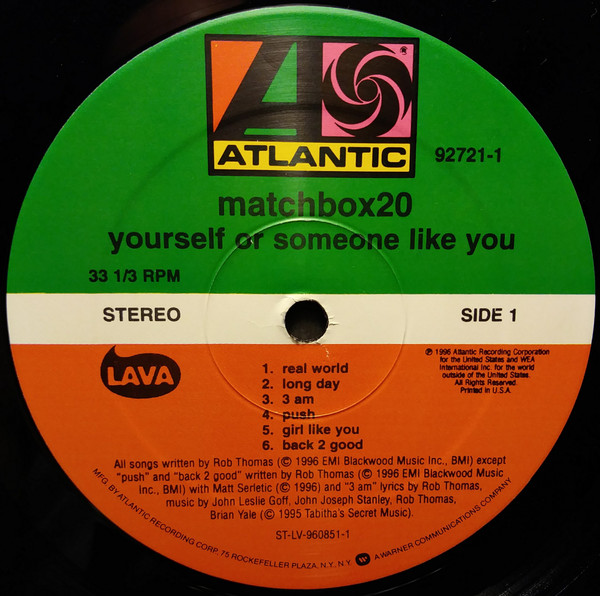 ATLANTIC
®
92721-1
matchbox20
yourself or someone like you
33 1/3 RPM
STEREO
SIDE 1
LAVA
℗ 1996 Atlantic Recording Corporation
for the United States and WEA
International Inc. for the world
outside of the United States.
All Rights Reserved.
Printed in U.S.A.
1. real world
2. long day
3. 3 am
4. push
5. girl like you
6. back 2 good
All songs written by Rob Thomas (© 1996 EMI Blackwood Music Inc., BMI) except
"push" and "back 2 good" written by Rob Thomas (© 1996 EMI Blackwood Music
Inc., BMI) with Matt Serletic (© 1996) and "3 am" lyrics by Rob Thomas,
music by John Leslie Goff, John Joseph Stanley, Rob Thomas,
Brian Yale (© 1995 Tabitha's Secret Music).
ST-LV-960851-1
MFG. BY ATLANTIC RECORDING CORP. 75 ROCKEFELLER PLAZA, N.Y., N.Y. A WARNER COMMUNICATIONS COMPANY